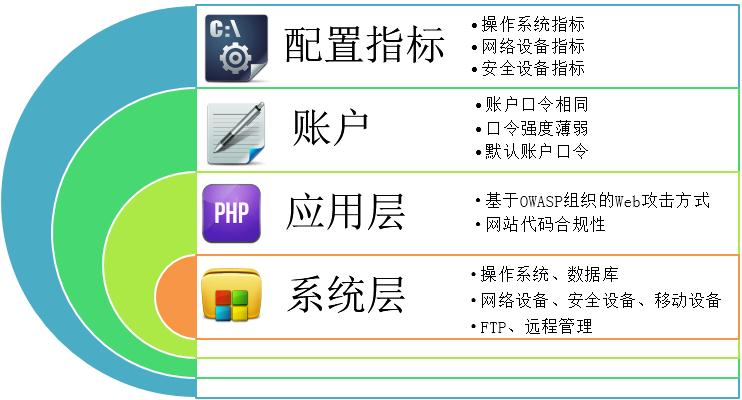 C:\
配置指标
•操作系统指标
•网络设备指标
•安全设备指标
账户
•账户口令相同
•口令强度薄弱
•默认账户口令
PHP
应用层
•基于OWASP组织的Web攻击方式
•网站代码合规性
系统层
•操作系统、数据库
•网络设备、安全设备、移动设备
•FTP、远程管理